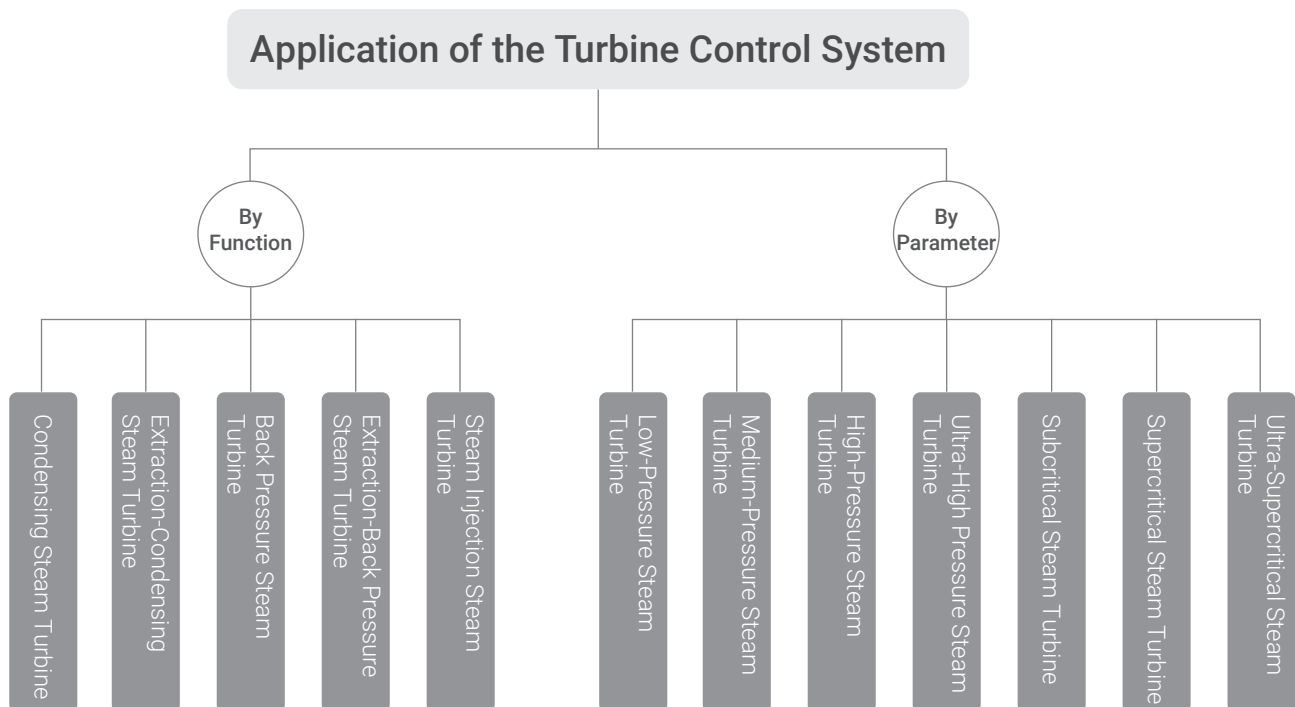 Application of the Turbine Control System
By
Function
By
Parameter
Condensing Steam Turbine
Extraction-Condensing
Steam Turbine
Back Pressure Steam
Turbine
Extraction-Back Pressure
Steam Turbine
Steam Injection Steam
Turbine
Low-Pressure Steam
Turbine
Medium-Pressure Steam
Turbine
High-Pressure Steam
Turbine
Ultra-High Pressure Steam
Turbine
Subcritical Steam Turbine
Supercritical Steam Turbine
Ultra-Supercritical Steam
Turbine